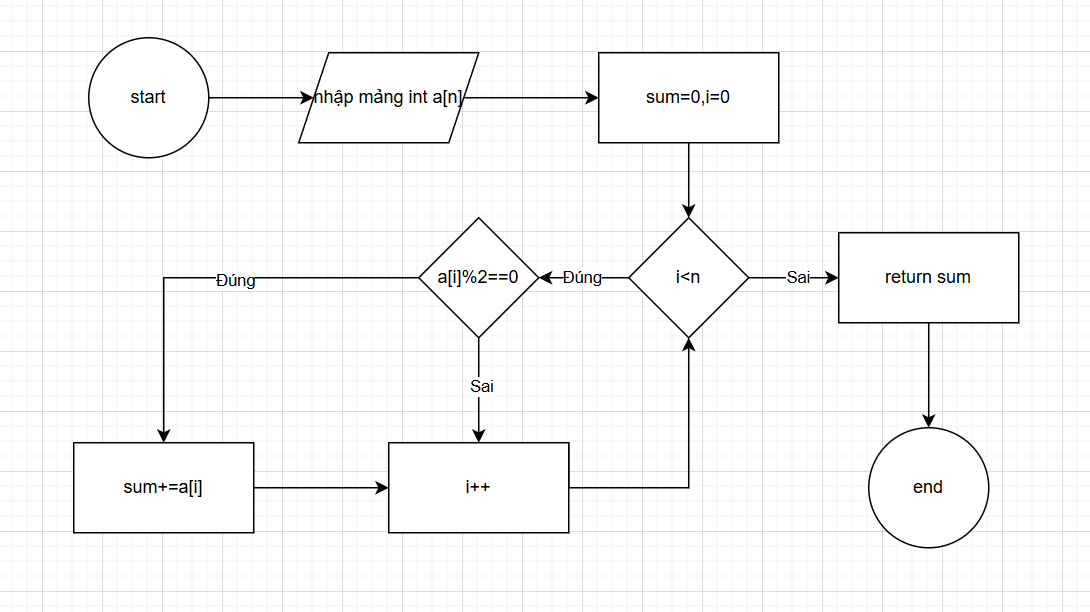 start
nhập mảng int a[n]
sum=0,i=0
Đúng
a[i]%2==0
Đúng
i<n
Sai
return sum
Sai
sum+=a[i]
i++
end